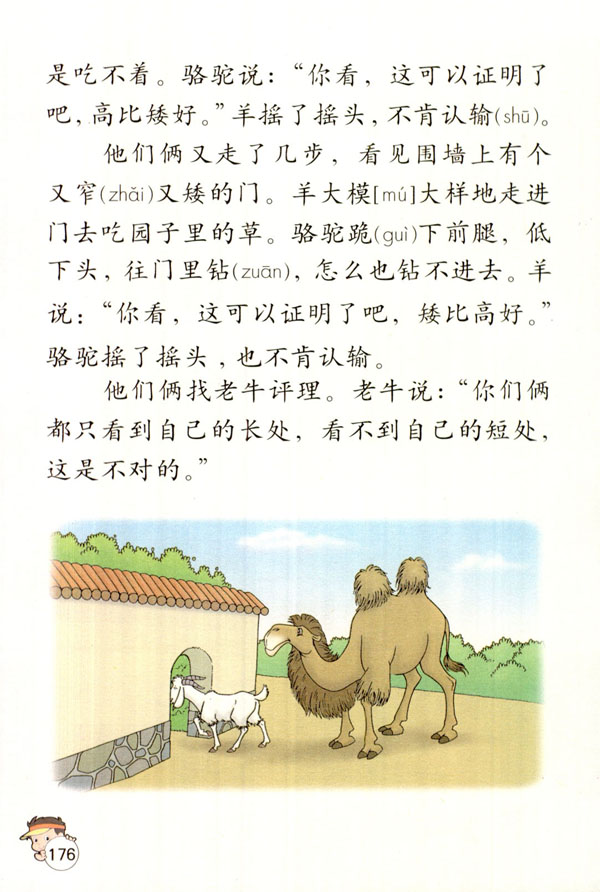 是吃不着。骆驼说：“你看，这可以证明了
吧，高比矮好。”羊摇了摇头，不肯认输(shū)。
他们俩又走了几步，看见围墙上有个
又窄(zhǎi)又矮的门。羊大模[mú]大样地走进
门去吃园子里的草。骆驼跪(guì)下前腿，低
下头，往门里钻(zuān)，怎么也钻不进去。羊
说：“你看，这可以证明了吧，矮比高好。”
骆驼摇了摇头，也不肯认输。
他们俩找老牛评理。老牛说：“你们俩
都只看到自己的长处，看不到自己的短处，
这是不对的。”
176